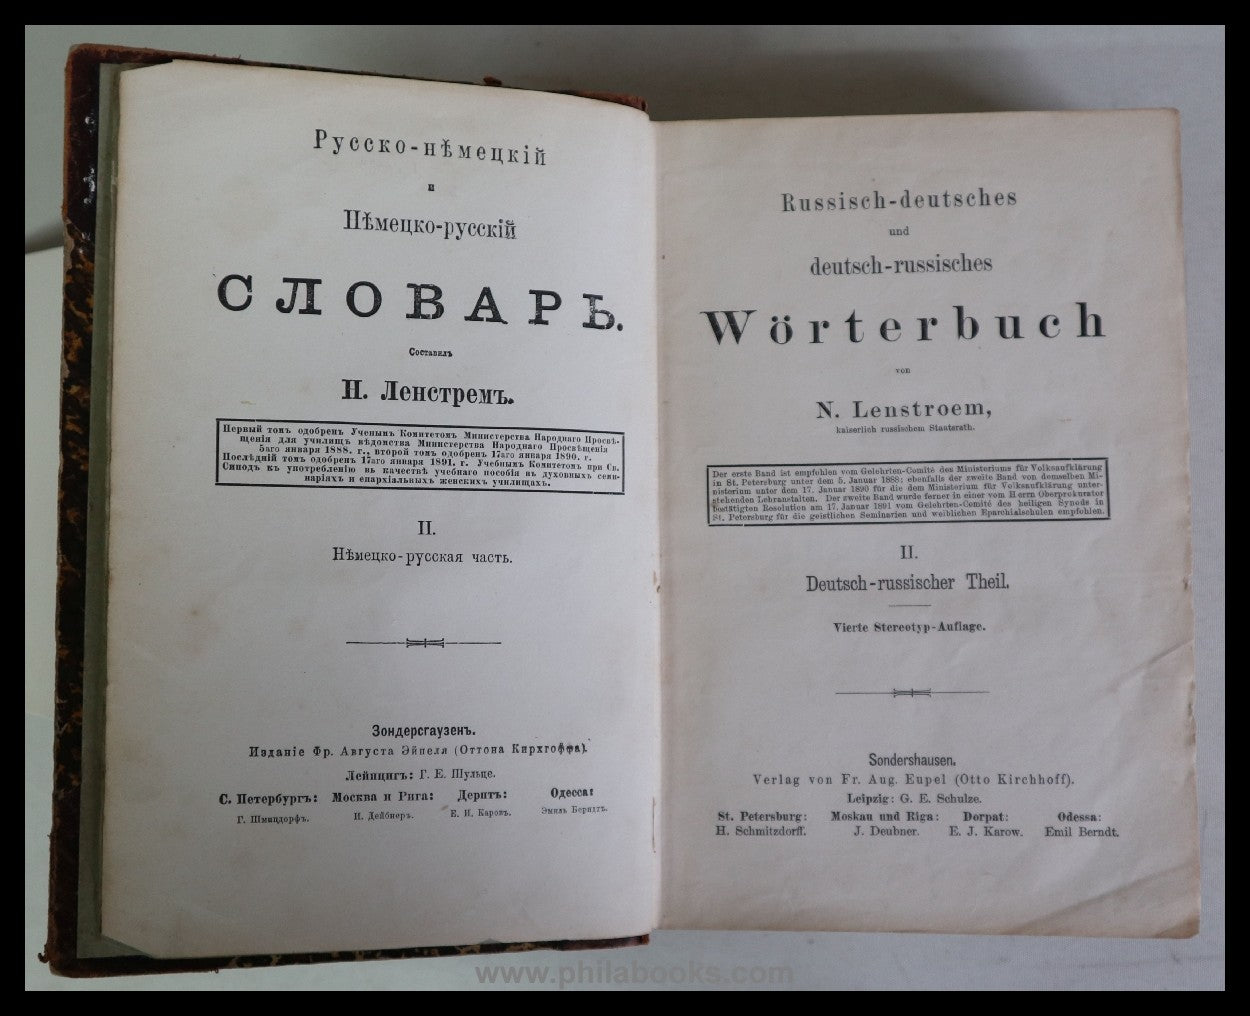 Русско-нѣмецкій
и
Нѣмецко-русскій
СЛОВАРЬ.
Составилъ
Н. Ленстремъ.
Первый томъ одобренъ Ученымъ Комитетомъ Министерства Народнаго Просвѣ-
щенія для училищъ вѣдомства Министерства Народнаго Просвѣщенія
5аго января 1888. г., второй томъ одобренъ 17аго января 1890. г.
Послѣдній томъ одобренъ 17аго января 1891. г. Учебнымъ Комитетомъ при Св.
Синодѣ къ употребленію въ качествѣ учебнаго пособія въ духовныхъ семи-
наріяхъ и епархіальныхъ женскихъ училищахъ.
II.
Нѣмецко-русская часть.
Зондерсгаузенъ.
Изданіе Фр. Августа Эйпеля (Оттона Кирхгоффа).
Лейпцигъ: Г. Е. Шульце.
С. Петербургъ: Москва и Рига: Дерптъ: Одесса:
Г. Шмицдорфъ. И. Дейбнеръ. Е. И. Каровъ. Эмиль Берндтъ.
Russisch-deutsches
und
deutsch-russisches
Wörterbuch
von
N. Lenstroem,
kaiserlich russischem Staatsrath.
Der erste Band ist empfohlen vom Gelehrten-Comité des Ministeriums für Volksaufklärung
in St. Petersburg unter dem 5. Januar 1888; ebenfalls der zweite Band von demselben Mi-
nisterium unter dem 17. Januar 1890 für die dem Ministerium für Volksaufklärung unter-
stehenden Lehranstalten. Der zweite Band wurde ferner in einer vom Herrn Oberprokurator
bestätigten Resolution am 17. Januar 1891 vom Gelehrten-Comité des heiligen Synods in
St. Petersburg für die geistlichen Seminarien und weiblichen Eparchialschulen empfohlen.
II.
Deutsch-russischer Theil.
Vierte Stereotyp-Auflage.
Sondershausen.
Verlag von Fr. Aug. Eupel (Otto Kirchhoff).
Leipzig: G. E. Schulze.
St. Petersburg: Moskau und Riga: Dorpat: Odessa:
H. Schmitzdorff. J. Deubner. E. J. Karow. Emil Berndt.
www.philabooks.com